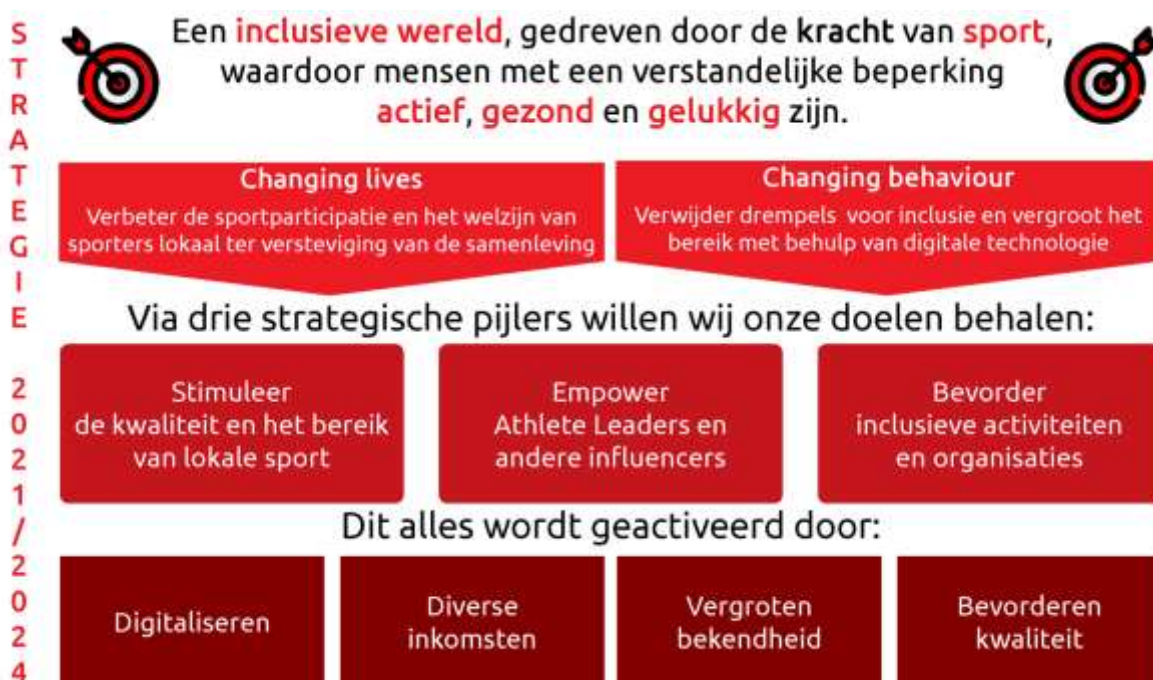 STRATEGIE 2021/2024
Een inclusieve wereld, gedreven door de kracht van sport,
waardoor mensen met een verstandelijke beperking
actief, gezond en gelukkig zijn.
Changing lives
Verbeter de sportparticipatie en het welzijn van
sporters lokaal ter versteviging van de samenleving
Changing behaviour
Verwijder drempels voor inclusie en vergroot het
bereik met behulp van digitale technologie
Via drie strategische pijlers willen wij onze doelen behalen:
Stimuleer
de kwaliteit en het bereik
van lokale sport
Empower
Athlete Leaders en
andere influencers
Bevorder
inclusieve activiteiten
en organisaties
Dit alles wordt geactiveerd door:
Digitaliseren
Diverse
inkomsten
Vergroten
bekendheid
Bevorderen
kwaliteit